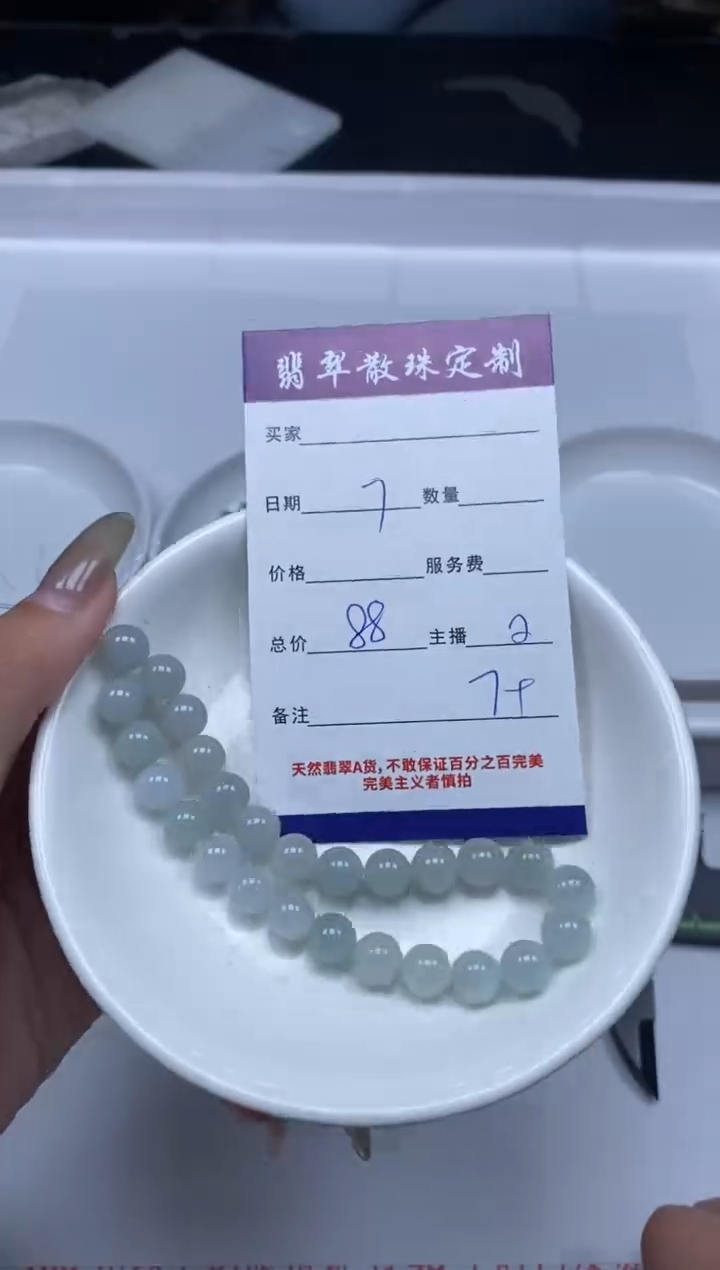 翡翠散珠定制
买家
日期 7 数量
价格 服务费
总价 88 主播 2
备注 7+
天然翡翠A货,不敢保证百分之百完美
完美主义者慎拍